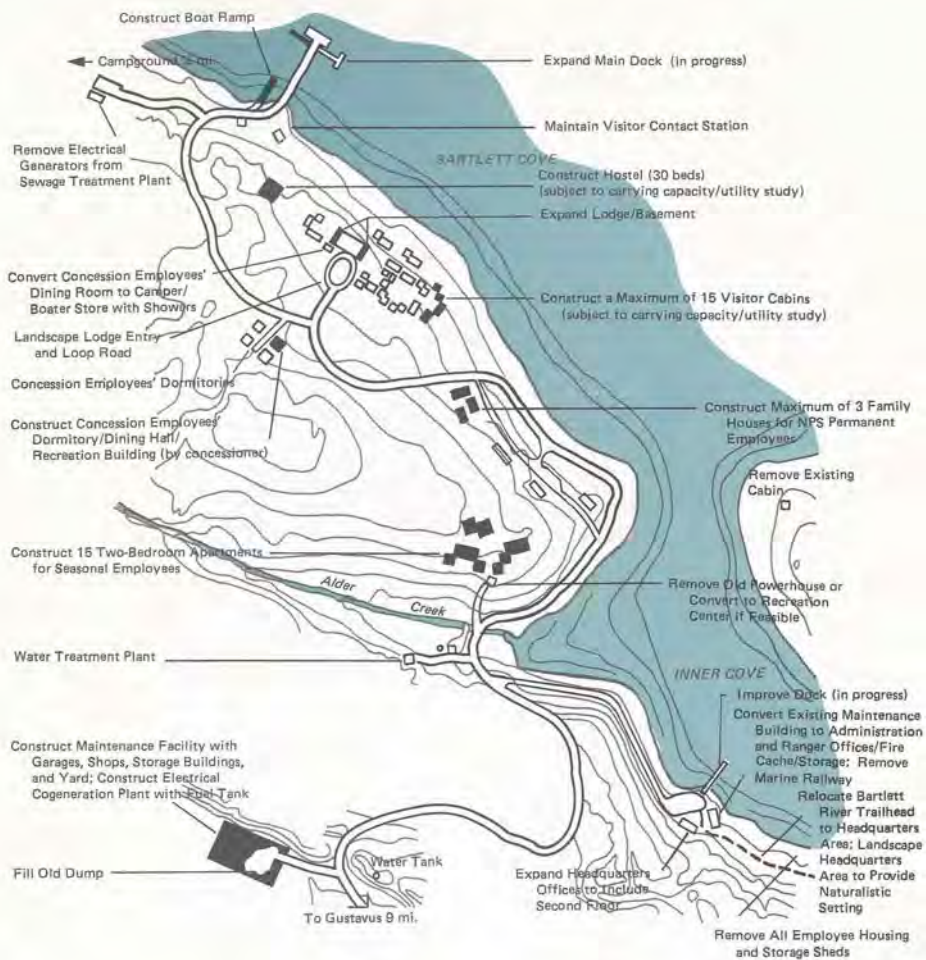 Construct Boat Ramp
Campground
mi.
Expand Main Dock (in progress)
Maintain Visitor Contact Station
Remove Electrical
Generators from
Sewage Treatment Plant
BARTLETT COVE
Construct Hostel (30 beds)
(subject to carrying capacity/utility study)
Expand Lodge/Basement
Convert Concession Employees'
Dining Room to Camper/
Boater Store with Showers
Construct a Maximum of 15 Visitor Cabins
(subject to carrying capacity/utility study)
Landscape Lodge Entry
and Loop Road
Concession Employees' Dormitories
Construct Concession Employees'
Dormitory/Dining Hall/
Recreation Building (by concessioner)
Construct Maximum of 3 Family
Houses for NPS Permanent
Employees
Remove Existing
Cabin
Construct 15 Two-Bedroom Apartments
for Seasonal Employees
Alder
Creek
Remove Old Powerhouse or
Convert to Recreation
Center if Feasible
Water Treatment Plant
INNER COVE
Improve Dock (in progress)
Convert Existing Maintenance
Building to Administration
and Ranger Offices/Fire
Cache/Storage; Remove
Marine Railway
Construct Maintenance Facility with
Garages, Shops, Storage Buildings,
and Yard; Construct Electrical
Cogeneration Plant with Fuel Tank
Relocate Bartlett
River Trailhead
to Headquarters
Area; Landscape
Headquarters
Area to Provide
Naturalistic
Setting
Fill Old Dump
Water Tank
Expand Headquarters
Offices to Include
Second Floor
To Gustavus 9 mi.
Remove All Employee Housing
and Storage Sheds